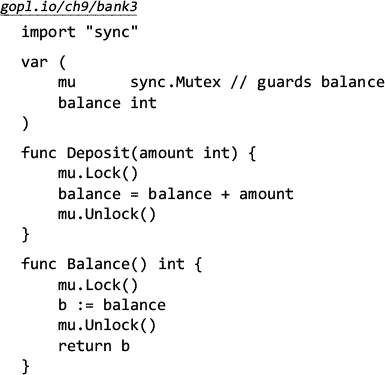 gopl.io/ch9/bank3
import "sync"
var (
    mu      sync.Mutex // guards balance
    balance int
)
func Deposit(amount int) {
    mu.Lock()
    balance = balance + amount
    mu.Unlock()
}
func Balance() int {
    mu.Lock()
    b := balance
    mu.Unlock()
    return b
}